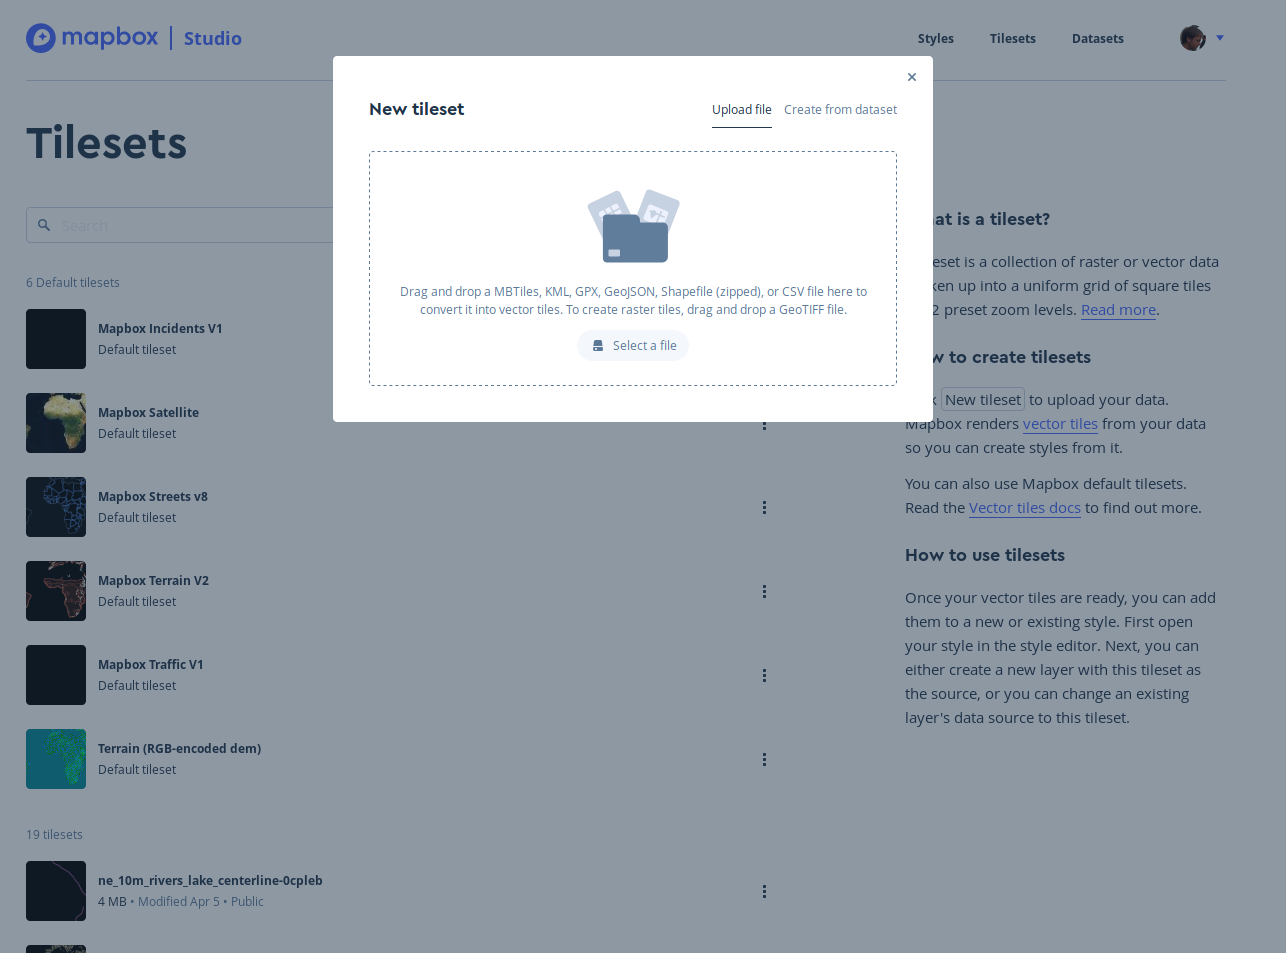 mapbox | Studio
Styles
Tilesets
Datasets
Tilesets
Search
6 Default tilesets
Mapbox Incidents V1
Default tileset
Mapbox Satellite
Default tileset
Mapbox Streets v8
Default tileset
Mapbox Terrain V2
Default tileset
Mapbox Traffic V1
Default tileset
Terrain (RGB-encoded dem)
Default tileset
19 tilesets
ne_10m_rivers_lake_centerline-0cpleb
4 MB • Modified Apr 5 • Public
New tileset
Upload file
Create from dataset
Drag and drop a MBTiles, KML, GPX, GeoJSON, Shapefile (zipped), or CSV file here to
convert it into vector tiles. To create raster tiles, drag and drop a GeoTIFF file.
Select a file
is a tileset?
is a collection of raster or vector data
up into a uniform grid of square tiles
preset zoom levels. Read more.
to create tilesets
New tileset to upload your data.
Mapbox renders vector tiles from your data
so you can create styles from it.
You can also use Mapbox default tilesets.
Read the Vector tiles docs to find out more.
How to use tilesets
Once your vector tiles are ready, you can add
them to a new or existing style. First open
your style in the style editor. Next, you can
either create a new layer with this tileset as
the source, or you can change an existing
layer's data source to this tileset.